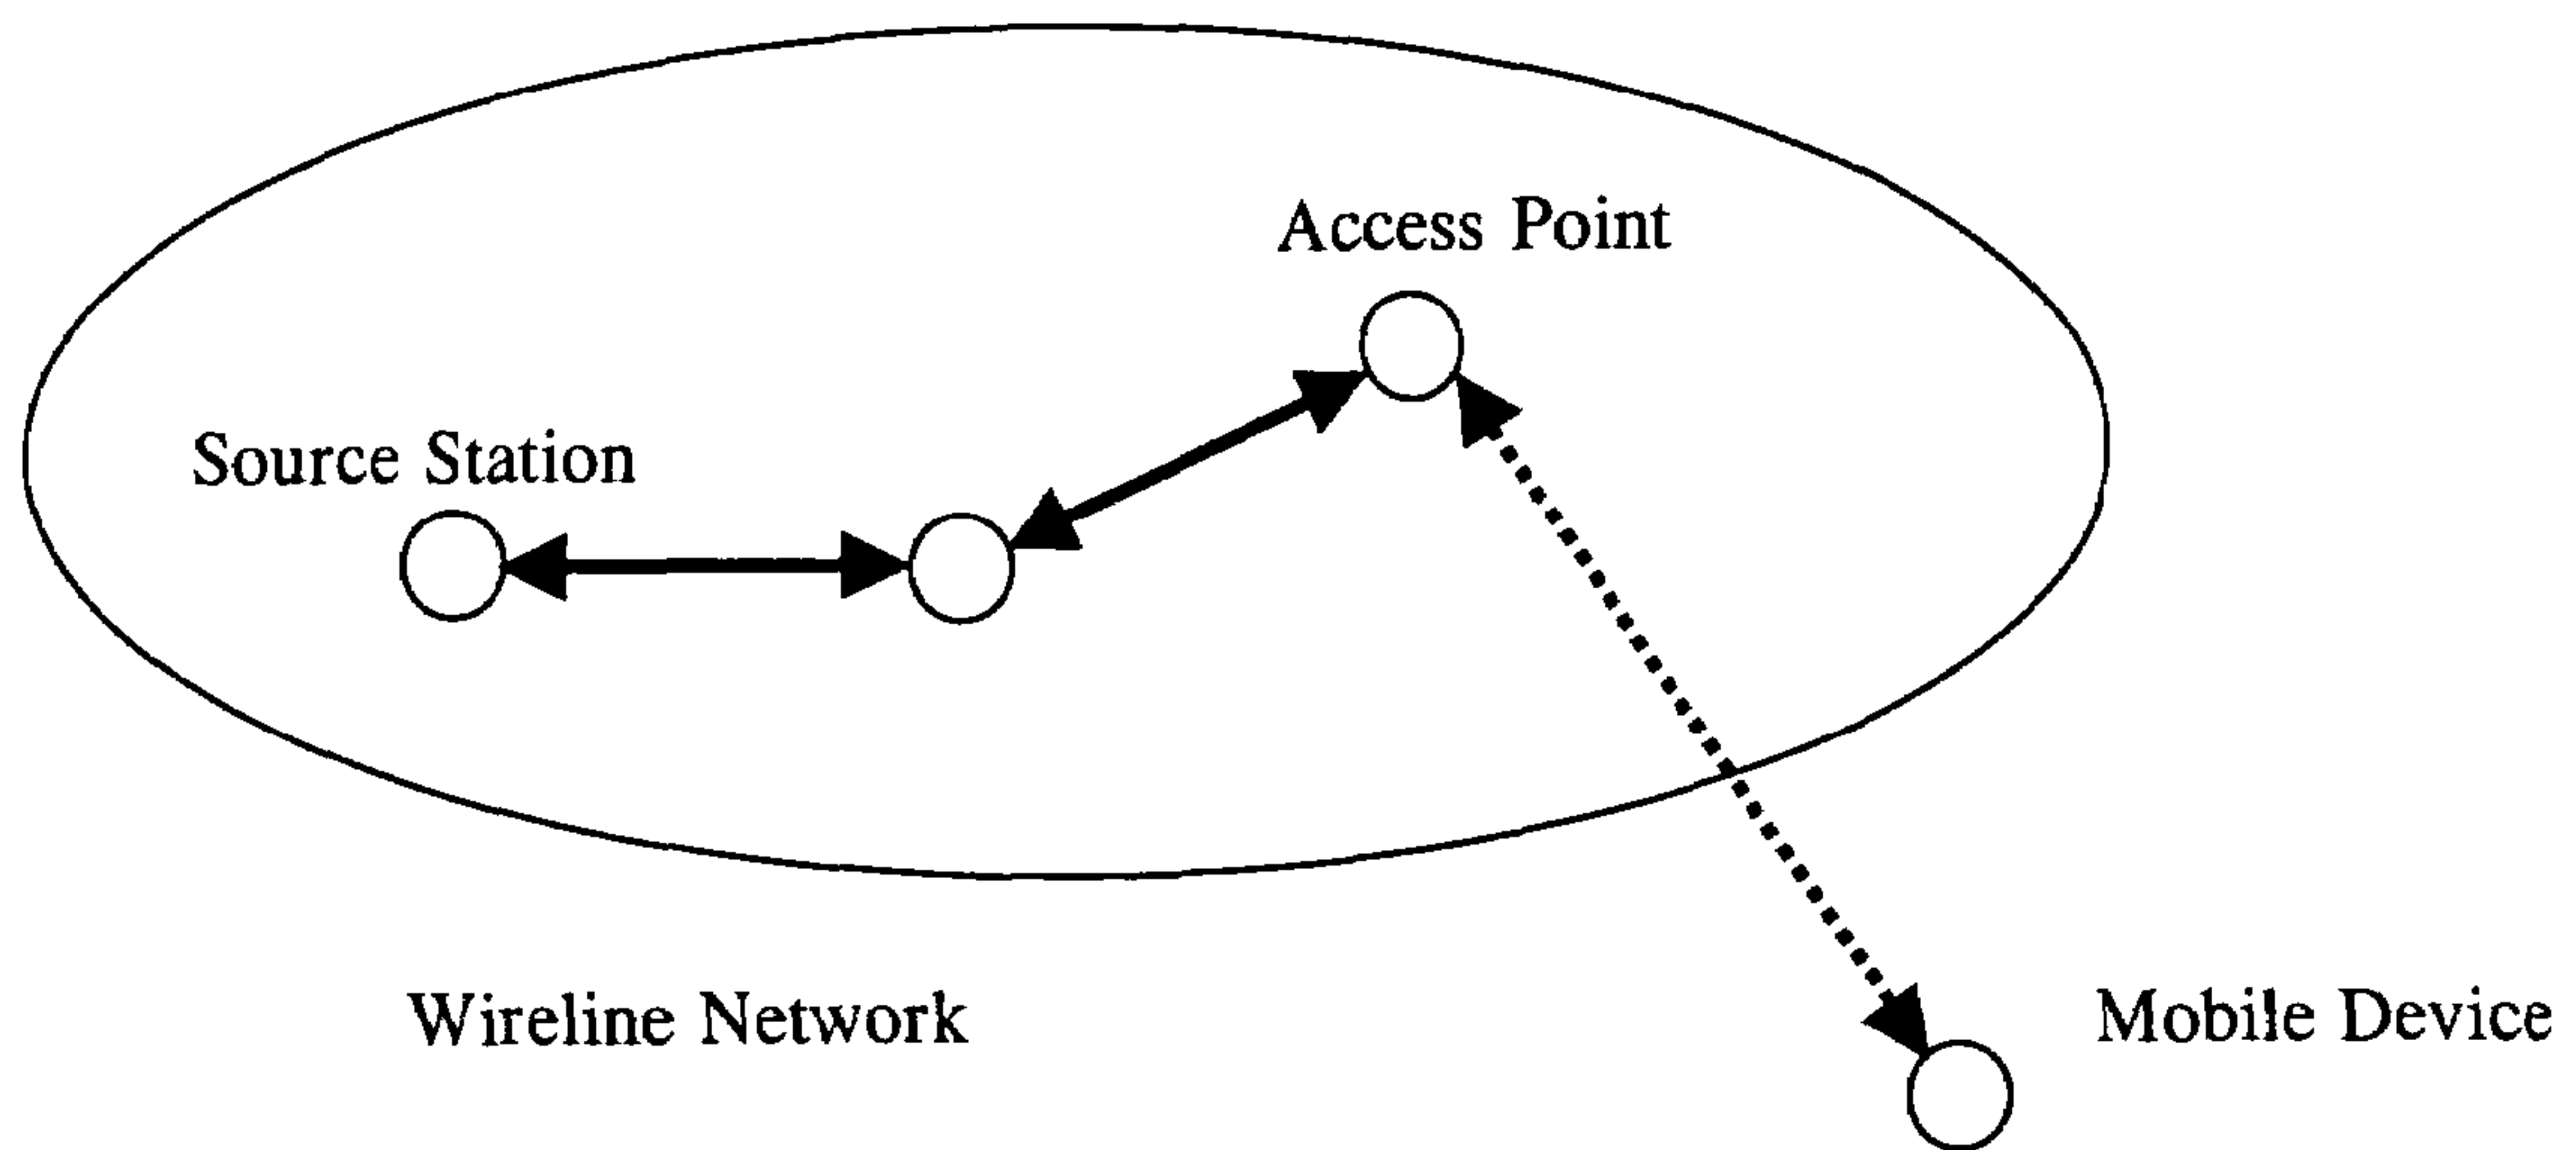 Access Point
Source Station
Wireline Network
Mobile Device